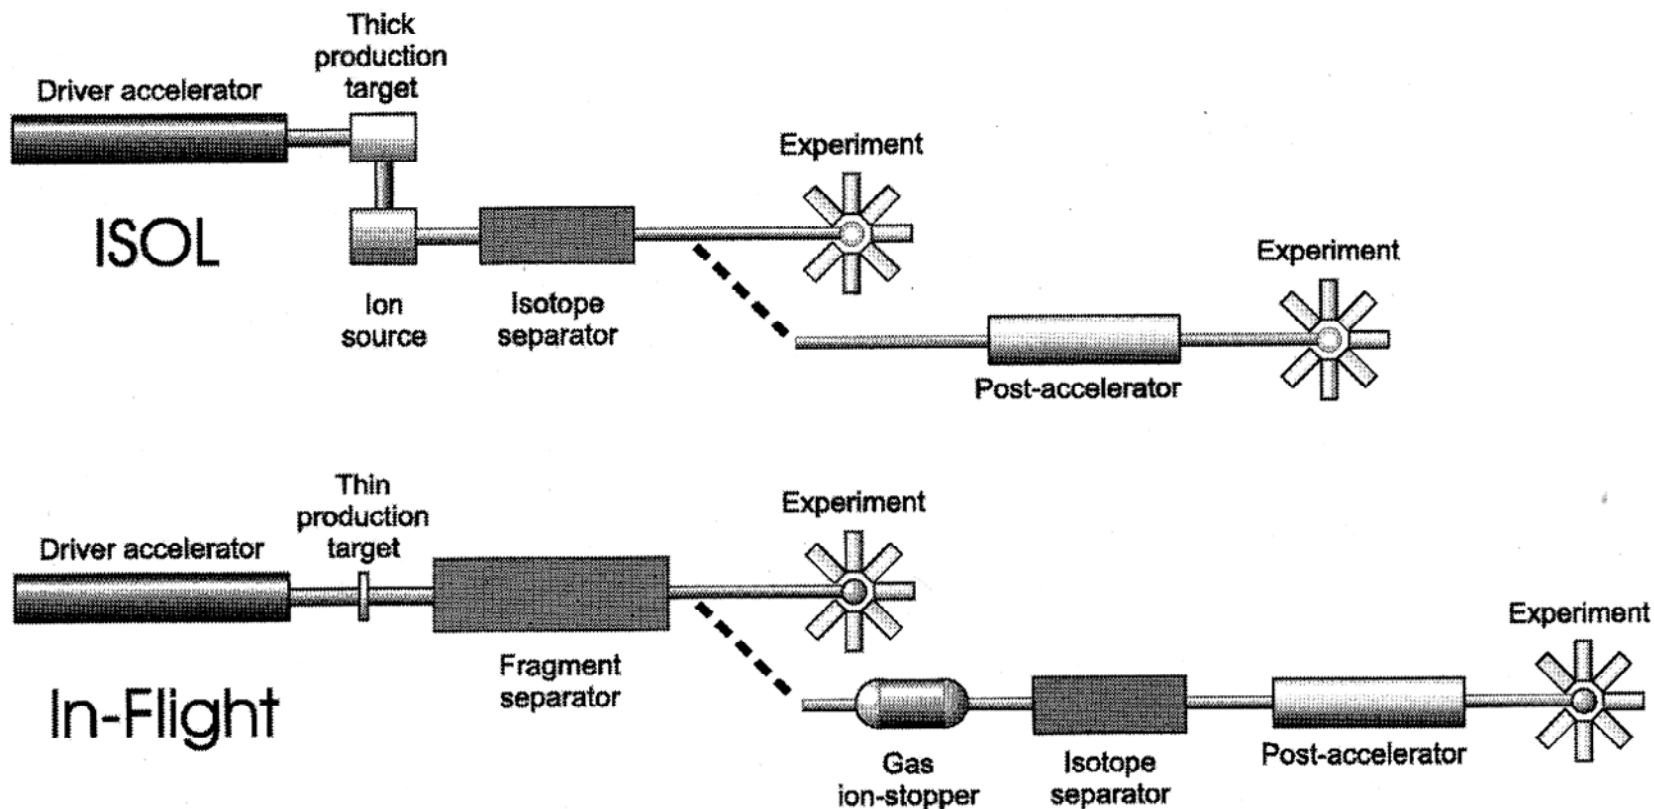 Thick
production
target
Driver accelerator
Experiment
ISOL
Ion
source
Isotope
separator
Experiment
Post-accelerator
Thin
production
target
Driver accelerator
Experiment
Fragment
separator
In-Flight
Experiment
Gas
ion-stopper
Isotope
separator
Post-accelerator